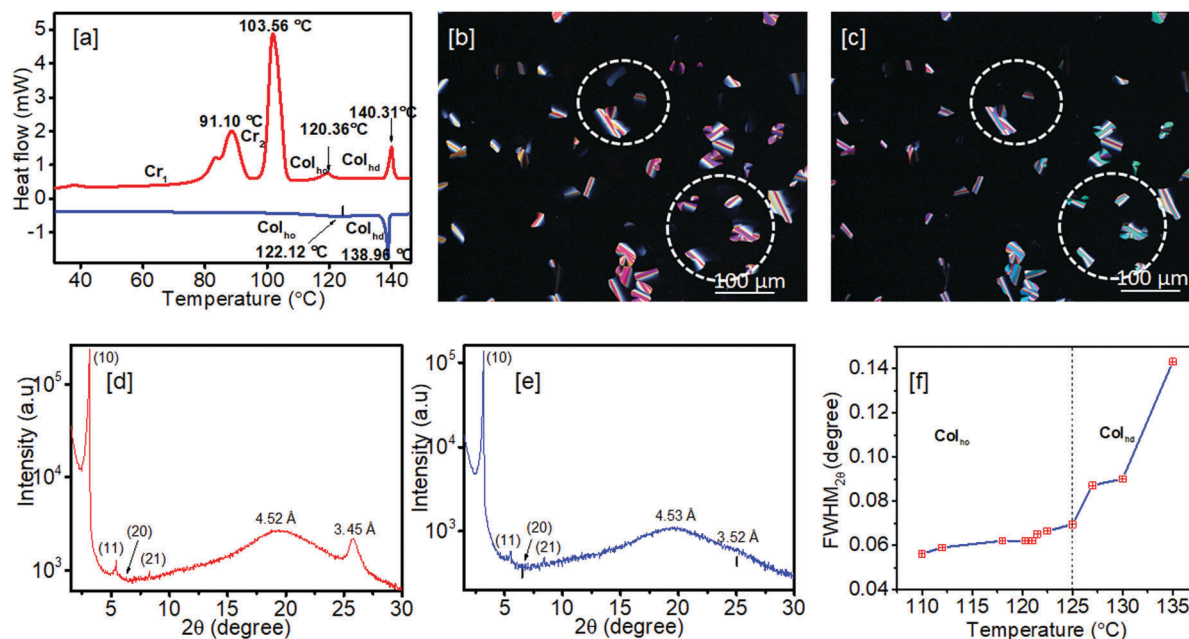 [a]
103.56 °C
91.10 °C
Cr2
120.36°C
140.31°C
Cr1
Colho
Colhd
Colho
Colhd
122.12 °C
138.96 °C
5
4
3
2
1
0
-1
Heat flow (mW)
40
60
80
100
120
140
Temperature (°C)
[b]
100 µm
[c]
100 µm
[d]
(10)
(11)
(20)
(21)
4.52 Å
3.45 Å
10^5
10^4
10^3
Intensity (a.u)
5
10
15
20
25
30
2θ (degree)
[e]
(10)
(11)
(20)
(21)
4.53 Å
3.52 Å
10^5
10^4
10^3
Intensity (a.u)
5
10
15
20
25
30
2θ (degree)
[f]
Colho
Colhd
0.14
0.12
0.10
0.08
0.06
0.04
FWHM2θ (degree)
110
115
120
125
130
135
Temperature (°C)